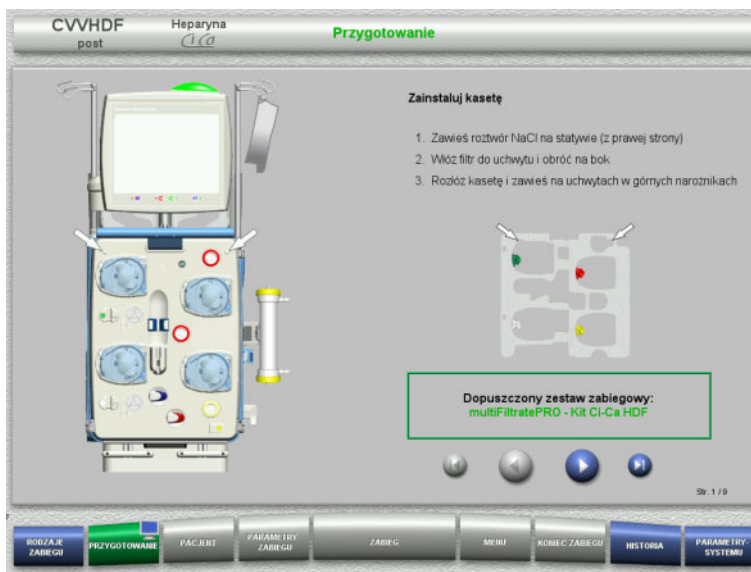 CVVHDF
post
Heparyna
CiCa
Przygotowanie
Zainstaluj kasetę
1. Zawieś roztwór NaCl na statywie (z prawej strony)
2. Włóż filtr do uchwytu i obróć na bok
3. Rozłóż kasetę i zawieś na uchwytach w górnych narożnikach
Dopuszczony zestaw zabiegowy:
multiFiltratePRO - Kit Ci-Ca HDF
Str. 1 / 9
RODZAJE
ZABIEGU
PRZYGOTOWANIE
PACJENT
PARAMETRY
ZABIEGU
ZABIEG
MENU
KONIEC ZABIEGU
HISTORIA
PARAMETRY-
SYSTEMU